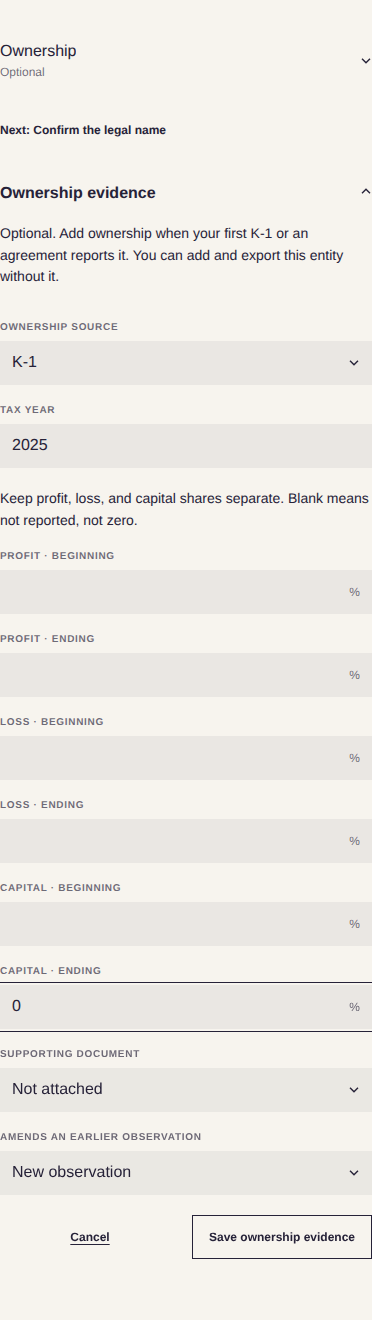 Ownership
Optional
Next: Confirm the legal name
Ownership evidence
Optional. Add ownership when your first K-1 or an
agreement reports it. You can add and export this entity
without it.
OWNERSHIP SOURCE
K-1
TAX YEAR
2025
Keep profit, loss, and capital shares separate. Blank means
not reported, not zero.
PROFIT · BEGINNING
%
PROFIT · ENDING
%
LOSS · BEGINNING
%
LOSS · ENDING
%
CAPITAL · BEGINNING
%
CAPITAL · ENDING
0 %
SUPPORTING DOCUMENT
Not attached
AMENDS AN EARLIER OBSERVATION
New observation
Cancel Save ownership evidence